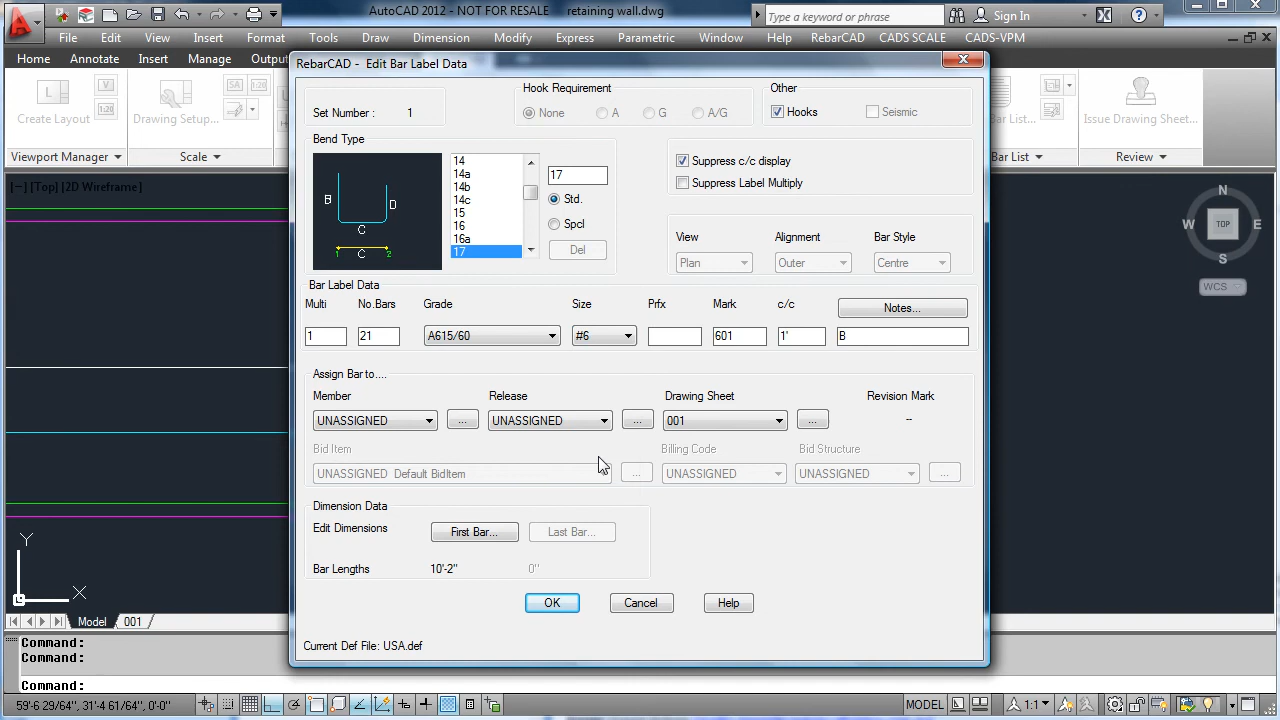 AutoCAD 2012 - NOT FOR RESALE retaining wall.dwg
Type a keyword or phrase
Sign In
File Edit View Insert Format Tools Draw Dimension Modify Express Parametric Window Help RebarCAD CADS SCALE CADS-VPM
Home Annotate Insert Manage Output
Create Layout
Drawing Setup...
Viewport Manager
Scale
Bar List...
Issue Drawing Sheet...
Bar List
Review
[−] [Top] [2D Wireframe]
RebarCAD - Edit Bar Label Data
Set Number : 1
Hook Requirement
None A G A/G
Other
Hooks Seismic
Bend Type
B
D
C
C
1 2
14
14a
14b
14c
15
16
16a
17
17
Std.
Spcl
Del
Suppress c/c display
Suppress Label Multiply
View Alignment Bar Style
Plan Outer Centre
Bar Label Data
Multi No.Bars Grade Size Prfx Mark c/c Notes...
1 21 A615/60 #6 601 1' B
Assign Bar to....
Member Release Drawing Sheet Revision Mark
UNASSIGNED ... UNASSIGNED ... 001 ... --
Bid Item Billing Code Bid Structure
UNASSIGNED Default BidItem ... UNASSIGNED UNASSIGNED ...
Dimension Data
Edit Dimensions First Bar... Last Bar...
Bar Lengths 10'-2" 0"
OK Cancel Help
Current Def File: USA.def
N
W TOP E
S
WCS
Y
X
Model 001
Command:
Command:
Command:
59'-6 29/64", 31'-4 61/64", 0'-0"
MODEL
1:1